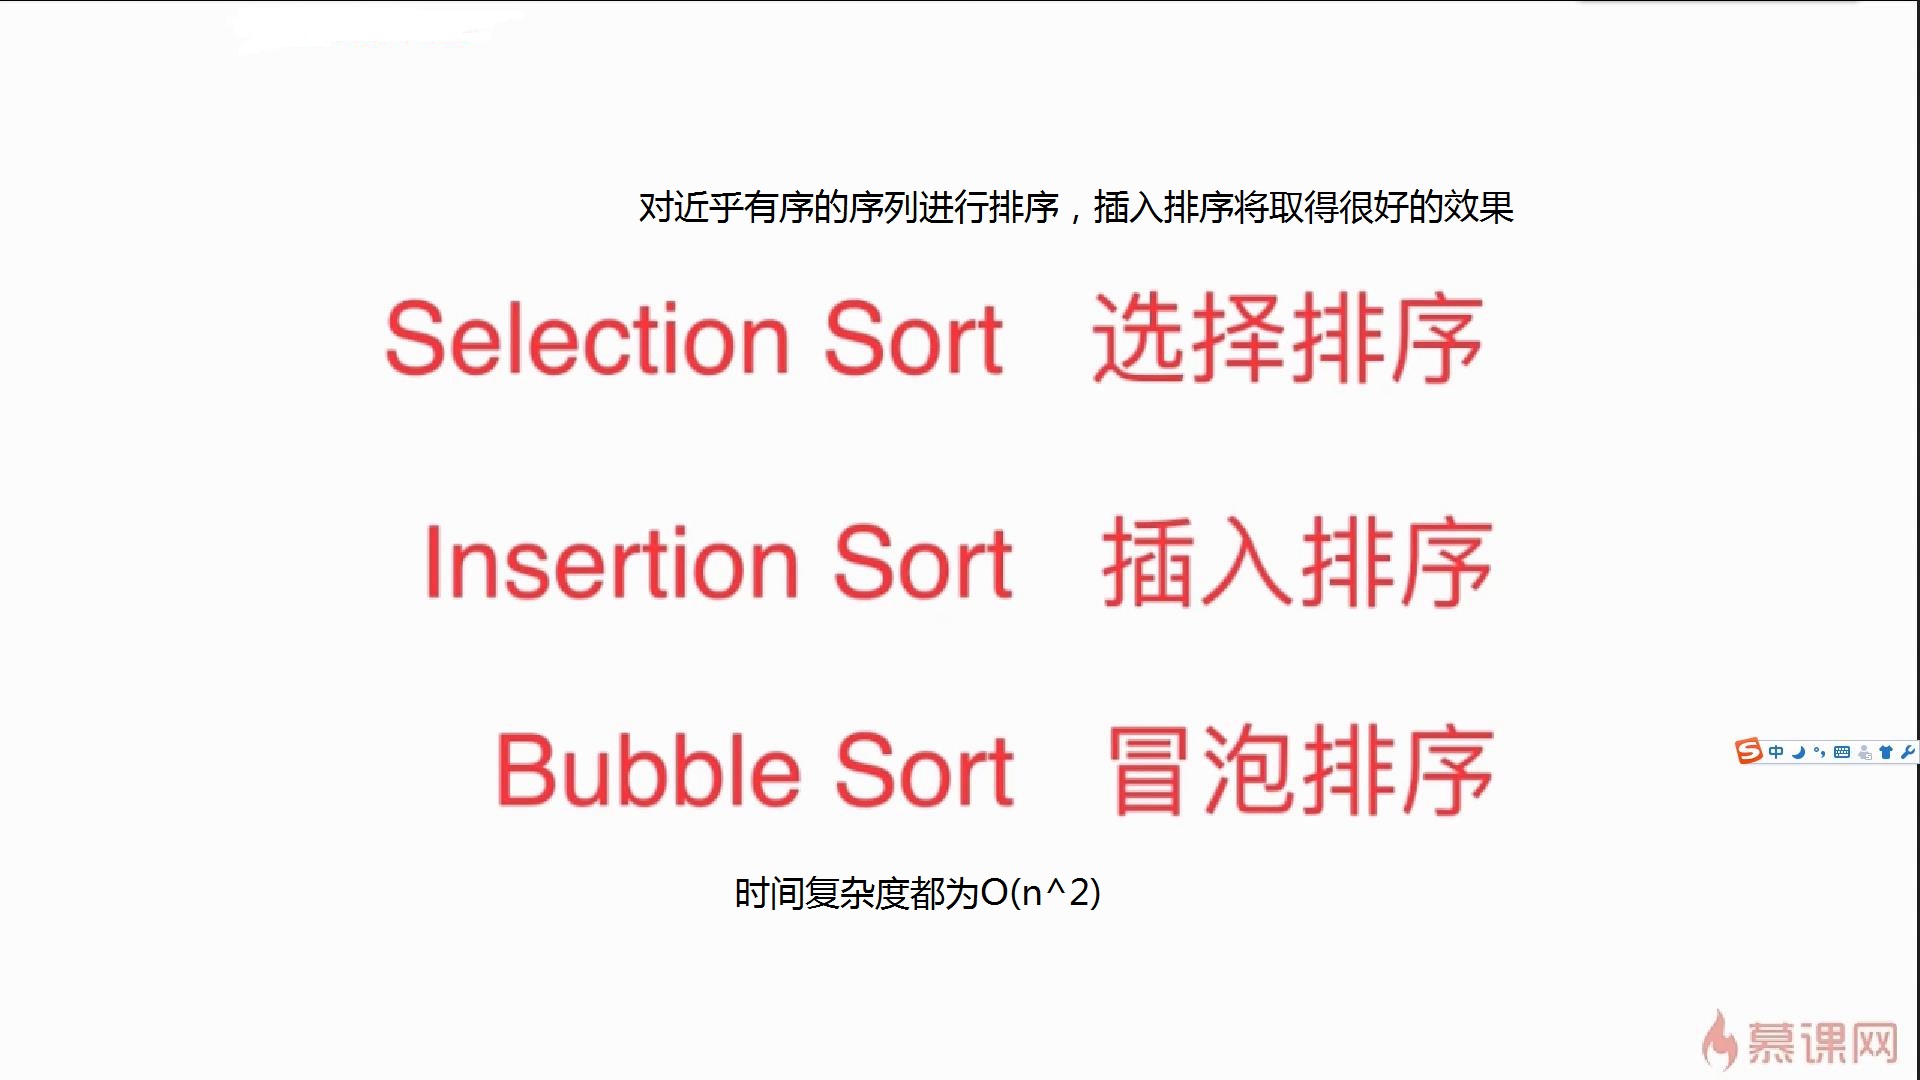 对近乎有序的序列进行排序，插入排序将取得很好的效果
Selection Sort 选择排序
Insertion Sort 插入排序
Bubble Sort 冒泡排序
中
时间复杂度都为O(n^2)
慕课网